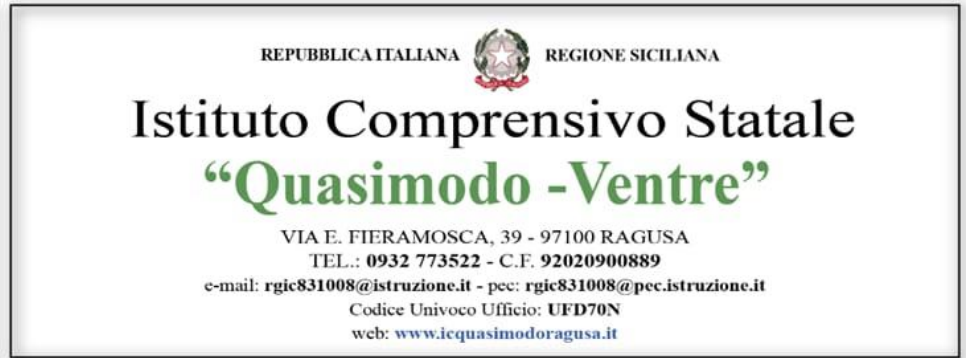 REPUBBLICA ITALIANA REGIONE SICILIANA
Istituto Comprensivo Statale
“Quasimodo -Ventre”
VIA E. FIERAMOSCA, 39 - 97100 RAGUSA
TEL.: 0932 773522 - C.F. 92020900889
e-mail: rgic831008@istruzione.it - pec: rgic831008@pec.istruzione.it
Codice Univoco Ufficio: UFD70N
web: www.icquasimodoragusa.it